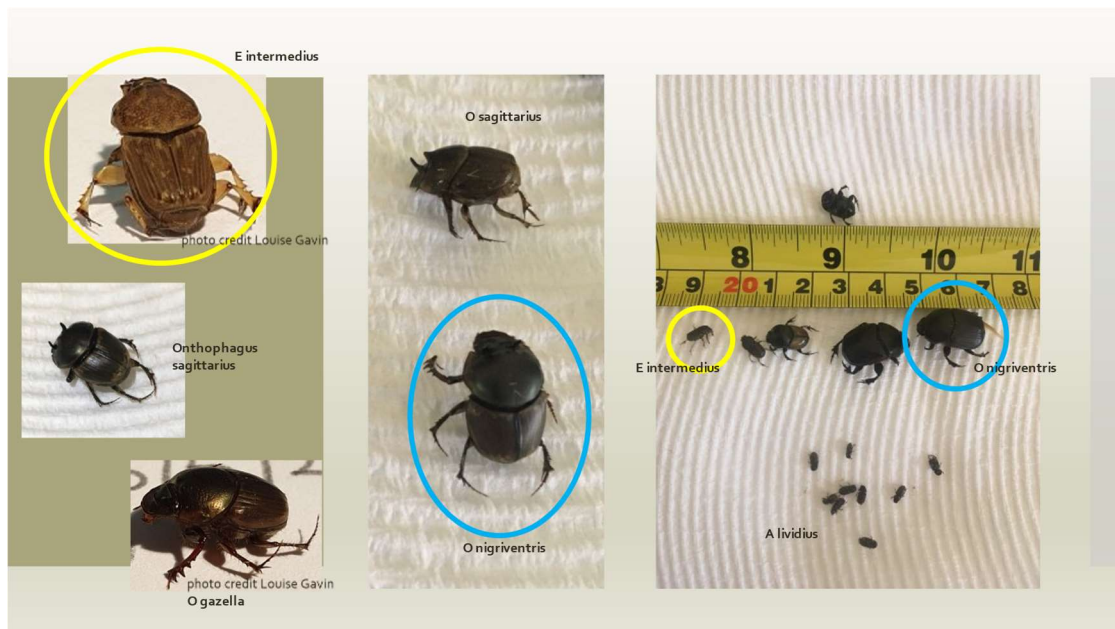 E intermedius
photo credit Louise Gavin
Onthophagus
sagittarius
photo credit Louise Gavin
O gazella
O sagittarius
O nigriventris
8 9 10 11
9 20 1 2 3 4 5 6 7 8
E intermedius
O nigriventris
A lividius